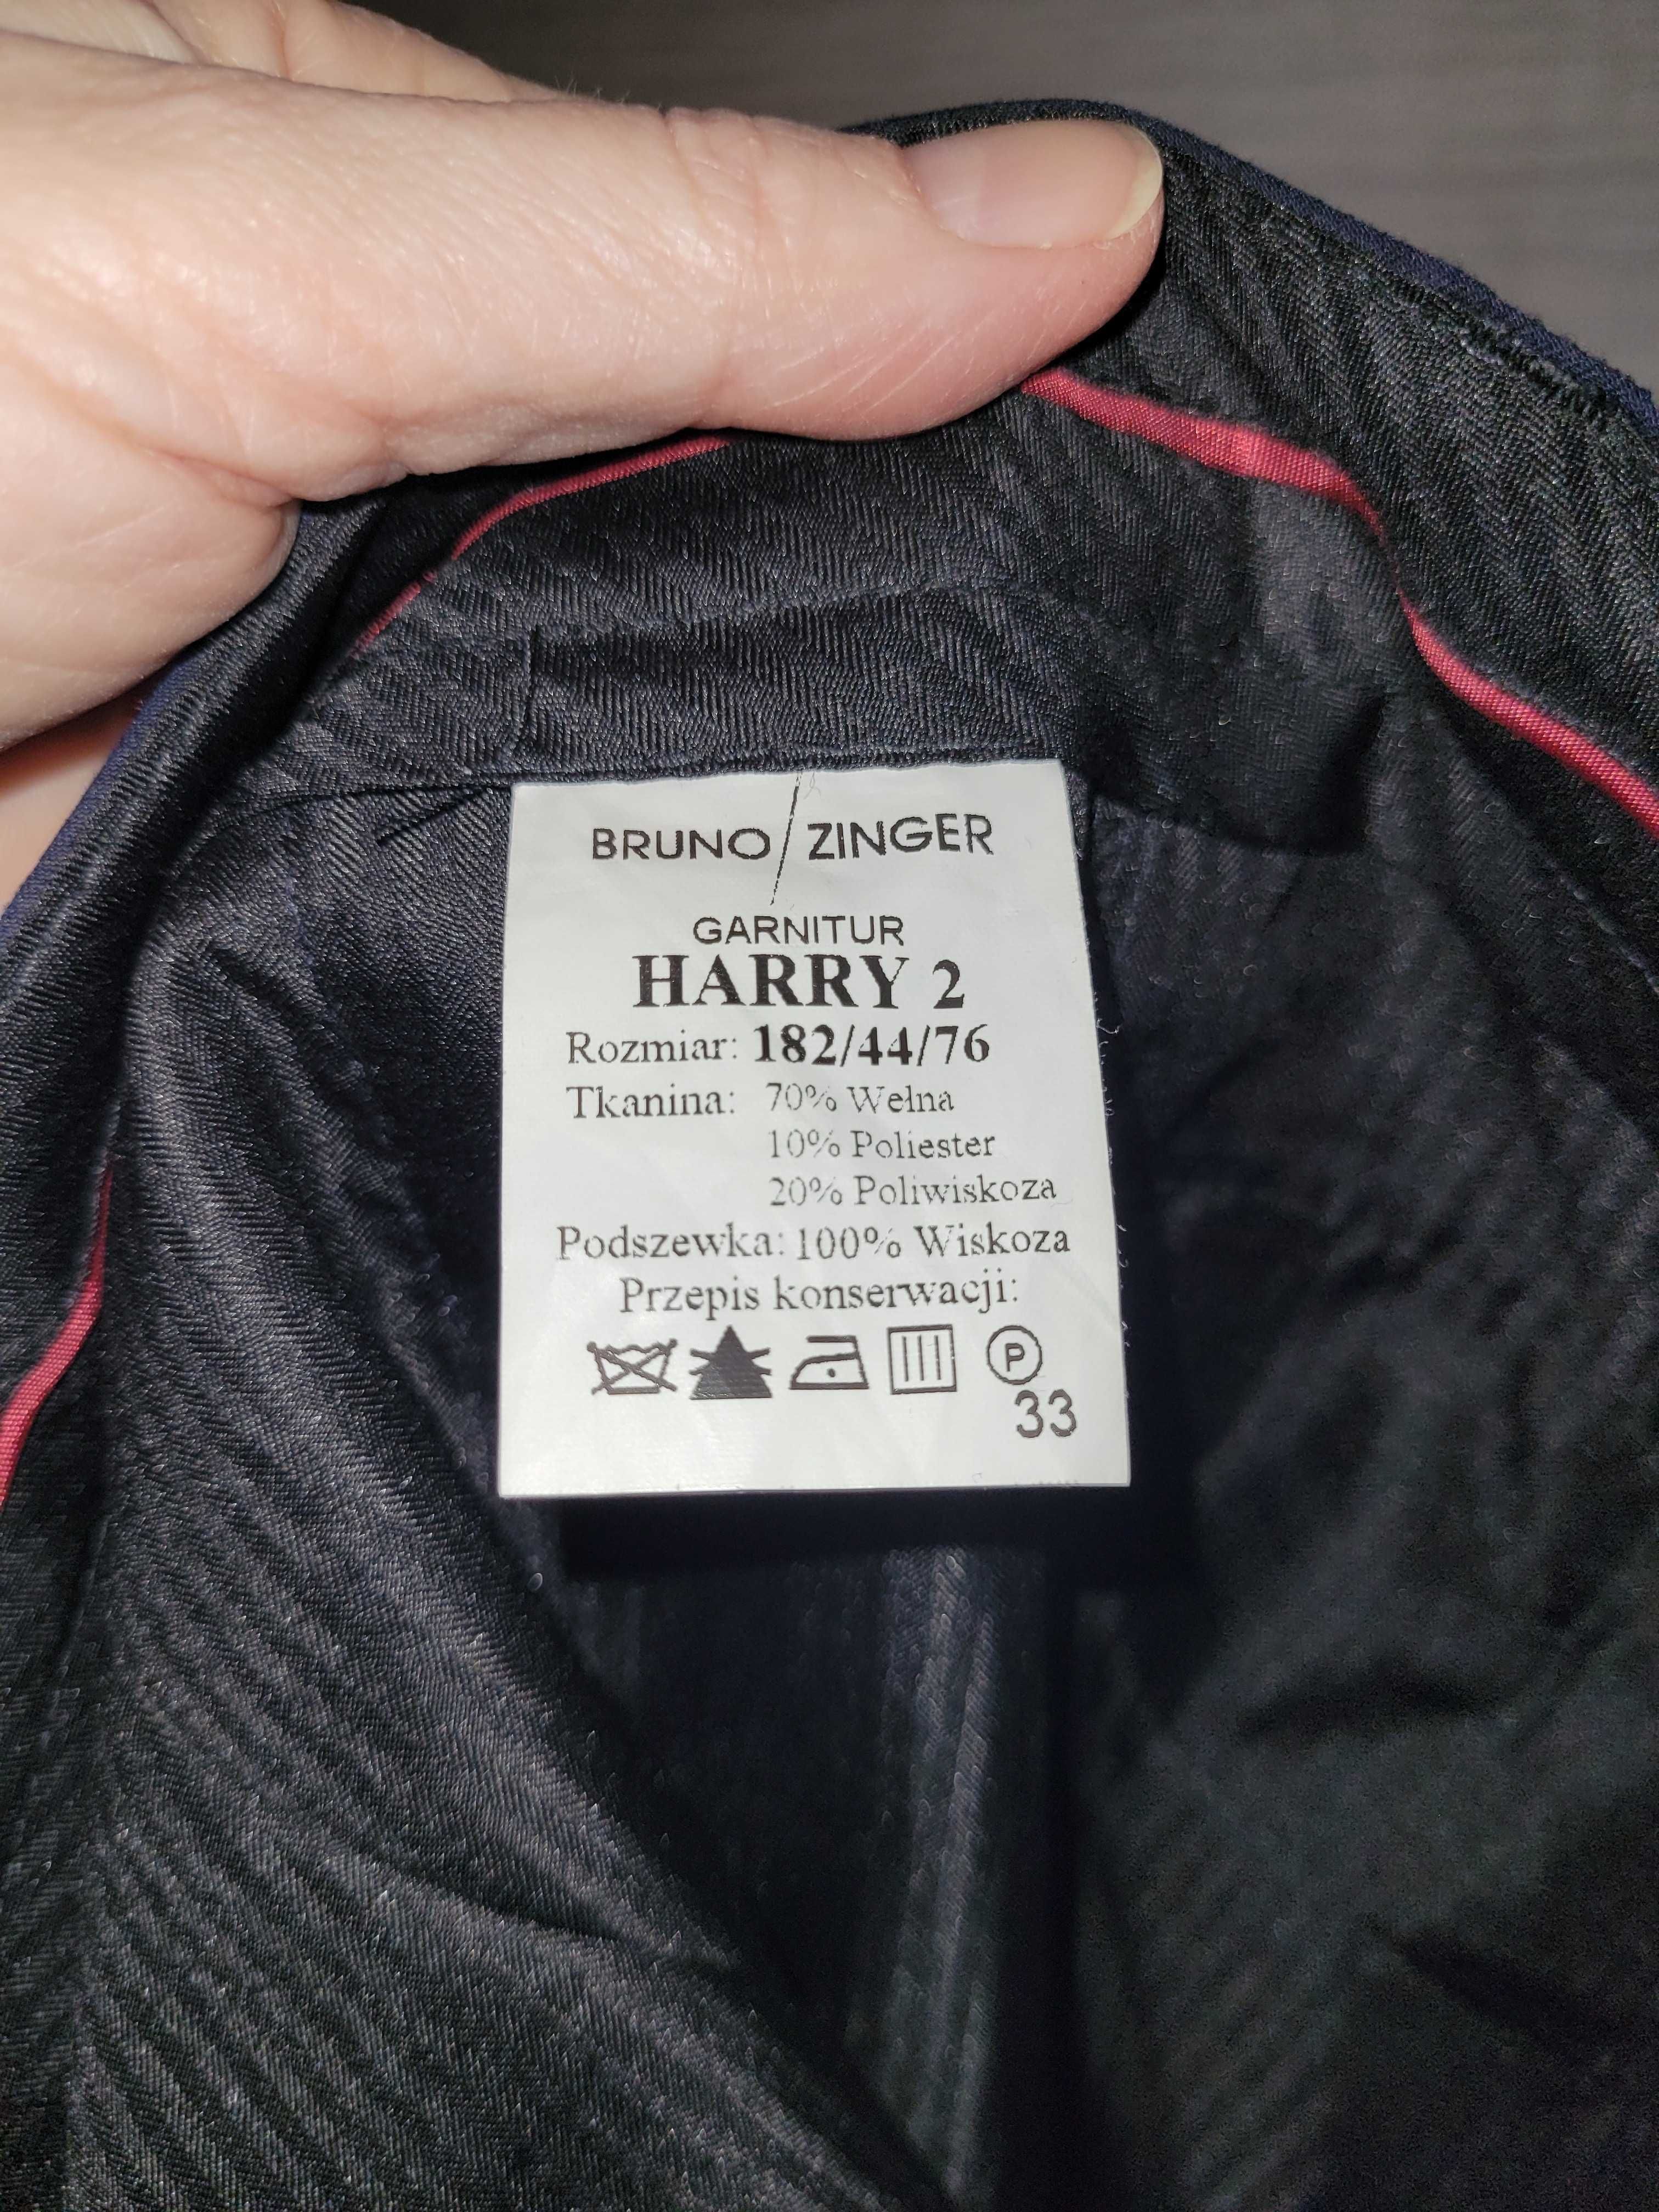 BRUNO/ZINGER
GARNITUR
HARRY 2
Rozmiar: 182/44/76
Tkanina: 70% Wełna
10% Poliester
20% Poliwiskoza
Podszewka: 100% Wiskoza
Przepis konserwacji:
P
33